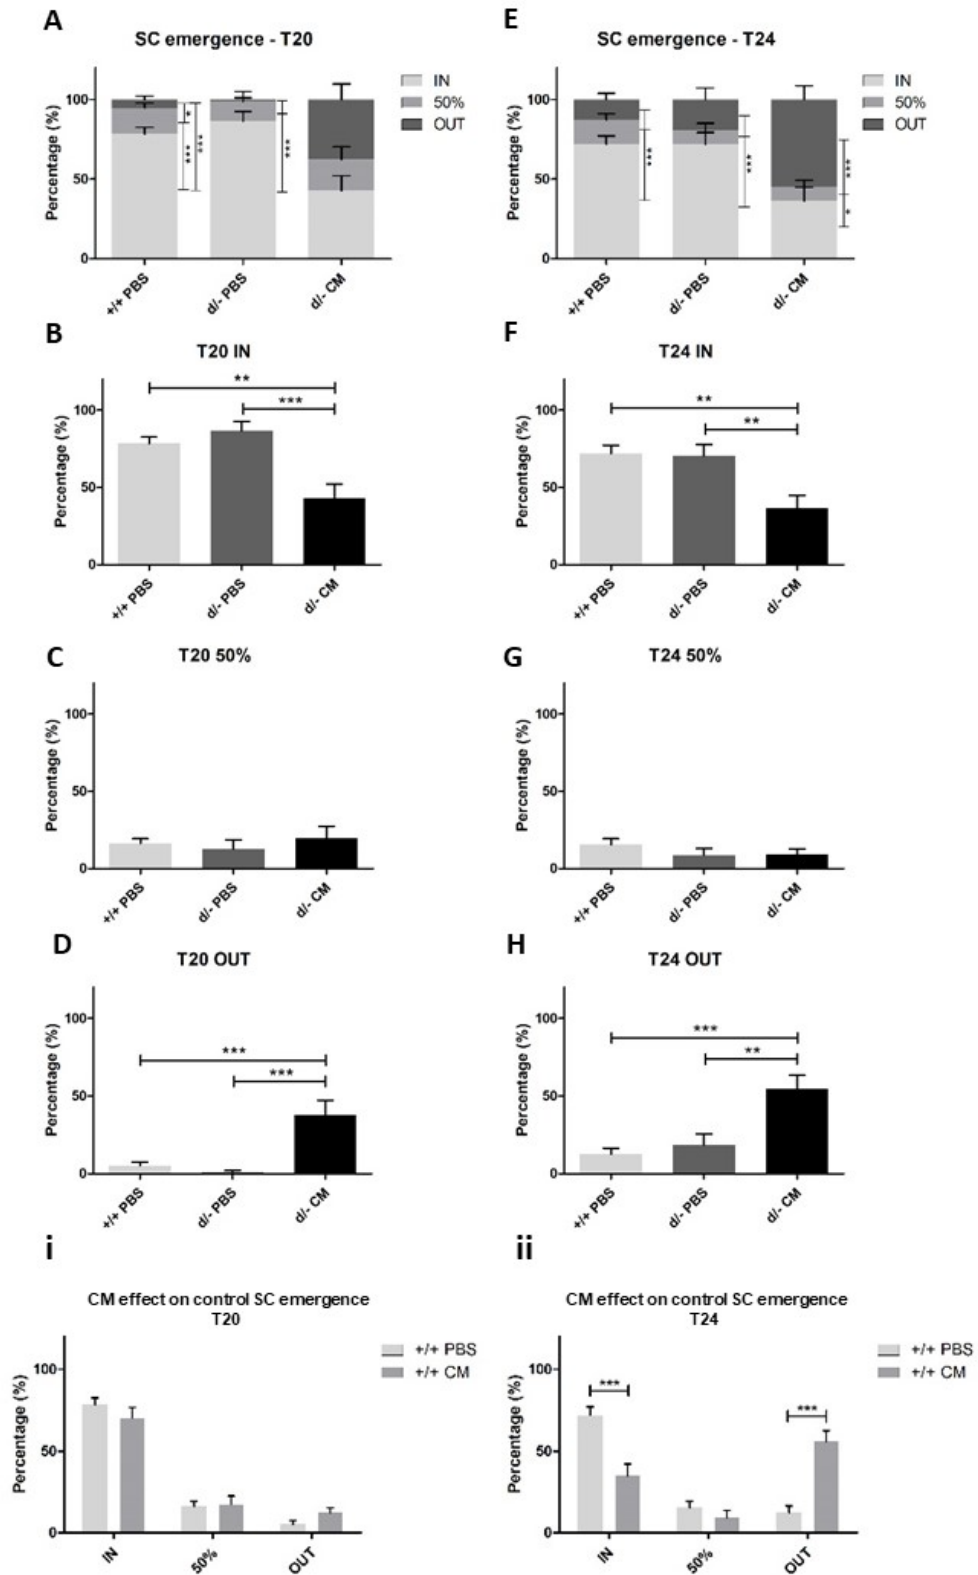 A
SC emergence - T20
Percentage (%)
100
50
0
*
***
***
***
IN
50%
OUT
+/+ PBS
d/- PBS
d/- CM
E
SC emergence - T24
Percentage (%)
100
50
0
***
***
***
*
IN
50%
OUT
+/+ PBS
d/- PBS
d/- CM
B
T20 IN
Percentage (%)
100
50
0
**
***
+/+ PBS
d/- PBS
d/- CM
F
T24 IN
Percentage (%)
100
50
0
**
**
+/+ PBS
d/- PBS
d/- CM
C
T20 50%
Percentage (%)
100
50
0
+/+ PBS
d/- PBS
d/- CM
G
T24 50%
Percentage (%)
100
50
0
+/+ PBS
d/- PBS
d/- CM
D
T20 OUT
Percentage (%)
100
50
0
***
***
+/+ PBS
d/- PBS
d/- CM
H
T24 OUT
Percentage (%)
100
50
0
***
**
+/+ PBS
d/- PBS
d/- CM
i
CM effect on control SC emergence
T20
Percentage (%)
100
50
0
+/+ PBS
+/+ CM
IN
50%
OUT
ii
CM effect on control SC emergence
T24
Percentage (%)
100
50
0
***
***
+/+ PBS
+/+ CM
IN
50%
OUT